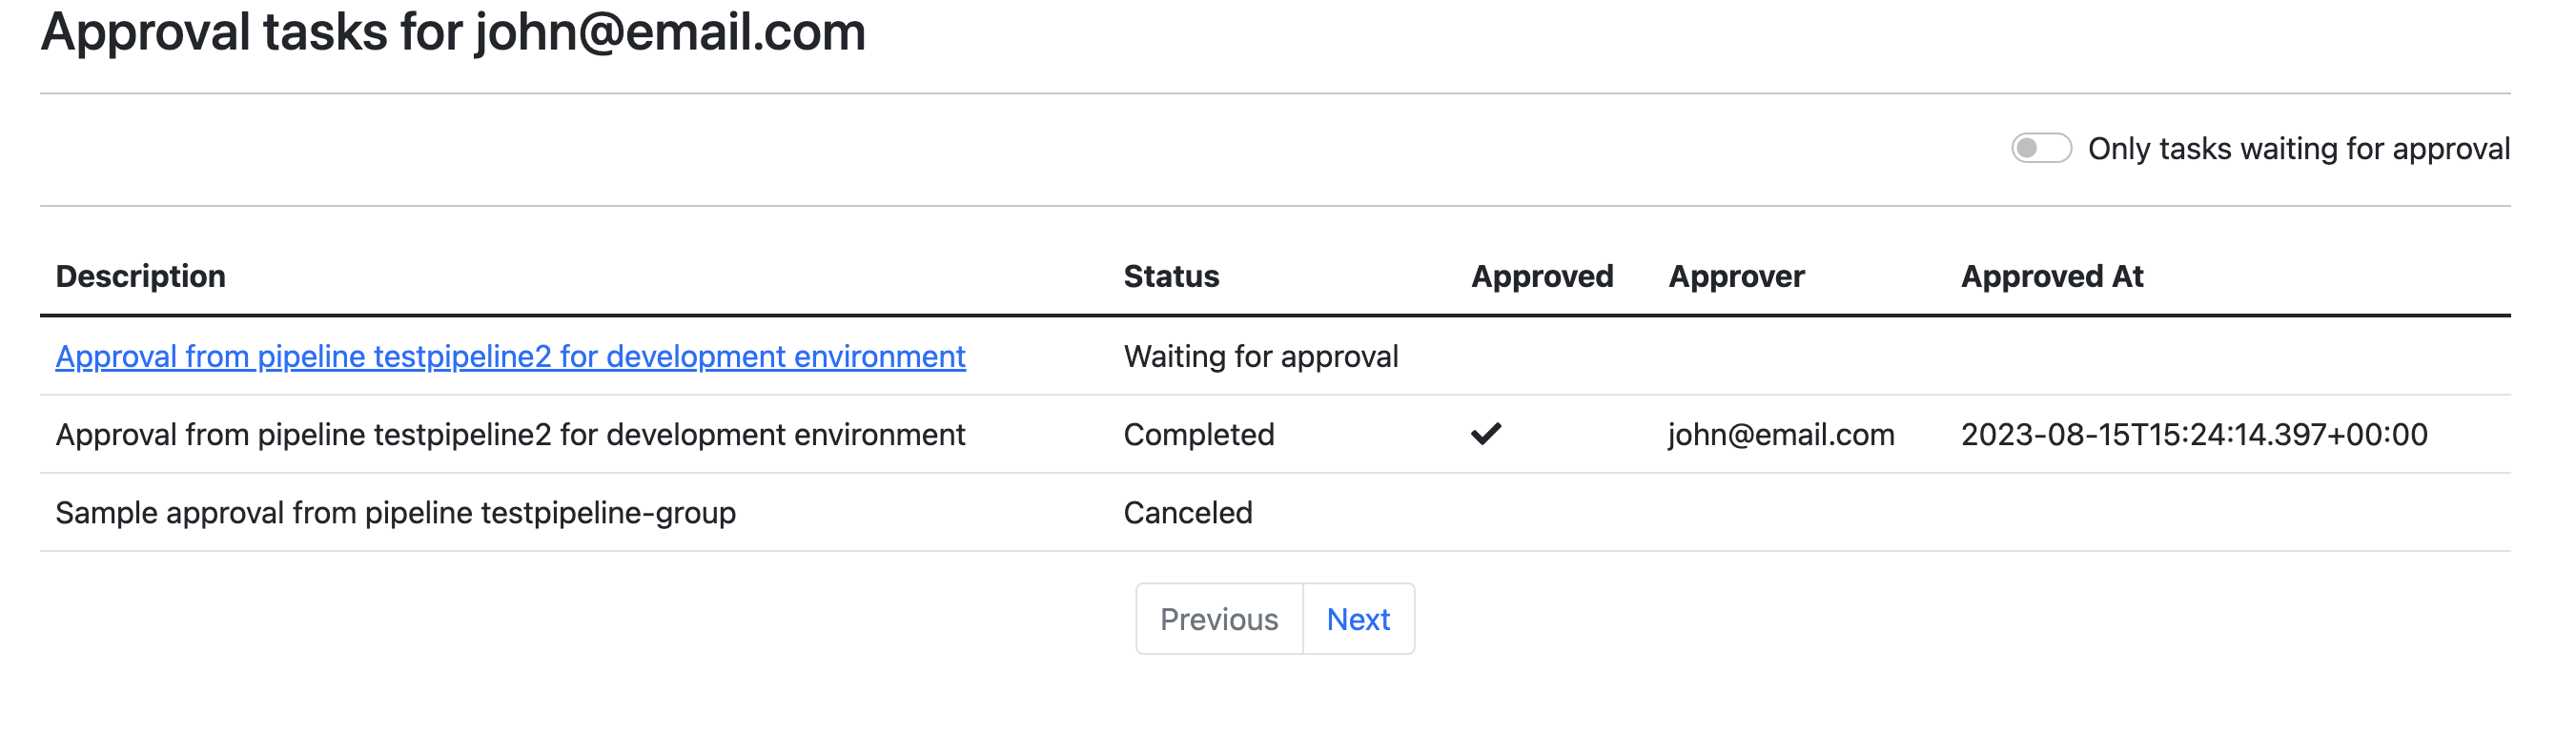 Approval tasks for john@email.com
Only tasks waiting for approval
Description Status Approved Approver Approved At
Approval from pipeline testpipeline2 for development environment Waiting for approval
Approval from pipeline testpipeline2 for development environment Completed john@email.com 2023-08-15T15:24:14.397+00:00
Sample approval from pipeline testpipeline-group Canceled
Previous Next